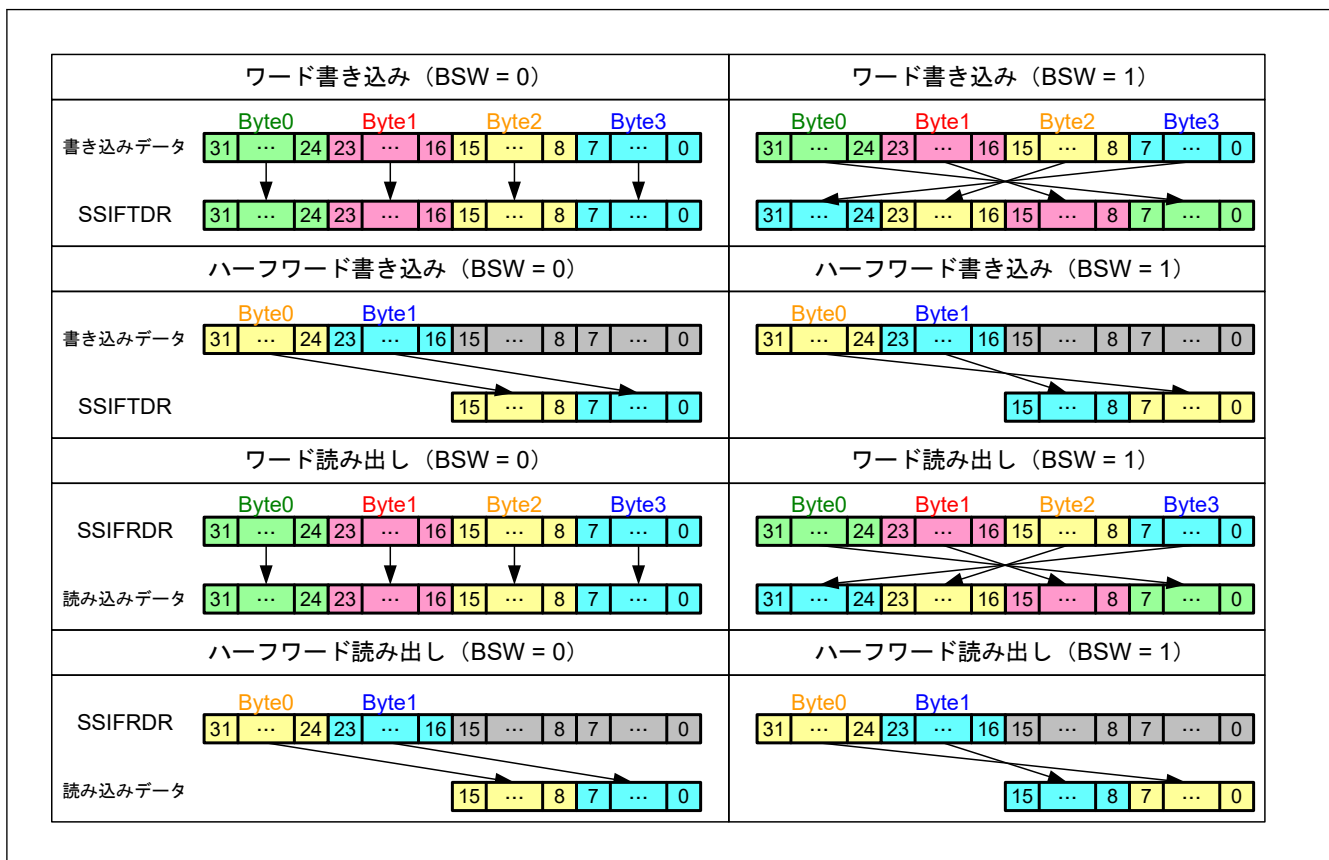 ワード書き込み（BSW = 0） ワード書き込み（BSW = 1）
Byte0 Byte1 Byte2 Byte3 Byte0 Byte1 Byte2 Byte3
書き込みデータ 31 … 24 23 … 16 15 … 8 7 … 0 31 … 24 23 … 16 15 … 8 7 … 0
SSIFTDR 31 … 24 23 … 16 15 … 8 7 … 0 31 … 24 23 … 16 15 … 8 7 … 0
ハーフワード書き込み（BSW = 0） ハーフワード書き込み（BSW = 1）
Byte0 Byte1 Byte0 Byte1
書き込みデータ 31 … 24 23 … 16 15 … 8 7 … 0 31 … 24 23 … 16 15 … 8 7 … 0
SSIFTDR 15 … 8 7 … 0 15 … 8 7 … 0
ワード読み出し（BSW = 0） ワード読み出し（BSW = 1）
Byte0 Byte1 Byte2 Byte3 Byte0 Byte1 Byte2 Byte3
SSIFRDR 31 … 24 23 … 16 15 … 8 7 … 0 31 … 24 23 … 16 15 … 8 7 … 0
読み込みデータ 31 … 24 23 … 16 15 … 8 7 … 0 31 … 24 23 … 16 15 … 8 7 … 0
ハーフワード読み出し（BSW = 0） ハーフワード読み出し（BSW = 1）
Byte0 Byte1 Byte0 Byte1
SSIFRDR 31 … 24 23 … 16 15 … 8 7 … 0 31 … 24 23 … 16 15 … 8 7 … 0
読み込みデータ 15 … 8 7 … 0 15 … 8 7 … 0